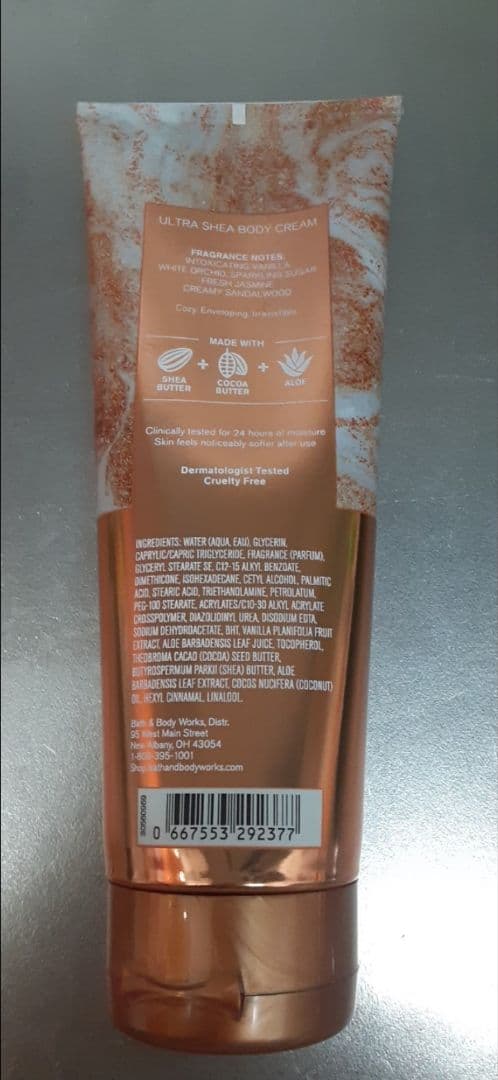 ULTRA SHEA BODY CREAM
FRAGRANCE NOTES:
INTOXICATING VANILLA
WHITE ORCHID, SPARKLING SUGAR
FRESH JASMINE
CREAMY SANDALWOOD
Cozy, Enveloping, Irresistible
MADE WITH
SHEA BUTTER + COCOA BUTTER + ALOE
Clinically tested for 24 hours of moisture
Skin feels noticeably softer after use
Dermatologist Tested
Cruelty Free
INGREDIENTS: WATER (AQUA, EAU), GLYCERIN,
CAPRYLIC/CAPRIC TRIGLYCERIDE, FRAGRANCE (PARFUM),
GLYCERYL STEARATE SE, C12-15 ALKYL BENZOATE,
DIMETHICONE, ISOHEXADECANE, CETYL ALCOHOL, PALMITIC
ACID, STEARIC ACID, TRIETHANOLAMINE, PETROLATUM,
PEG-100 STEARATE, ACRYLATES/C10-30 ALKYL ACRYLATE
CROSSPOLYMER, DIAZOLIDINYL UREA, DISODIUM EDTA,
SODIUM DEHYDROACETATE, BHT, VANILLA PLANIFOLIA FRUIT
EXTRACT, ALOE BARBADENSIS LEAF JUICE, TOCOPHEROL,
THEOBROMA CACAO (COCOA) SEED BUTTER,
BUTYROSPERMUM PARKII (SHEA) BUTTER, ALOE
BARBADENSIS LEAF EXTRACT, COCOS NUCIFERA (COCONUT)
OIL, HEXYL CINNAMAL, LINALOOL.
Bath & Body Works, Distr.
95 West Main Street
New Albany, OH 43054
1-800-395-1001
Shop bathandbodyworks.com
0 667553 292377